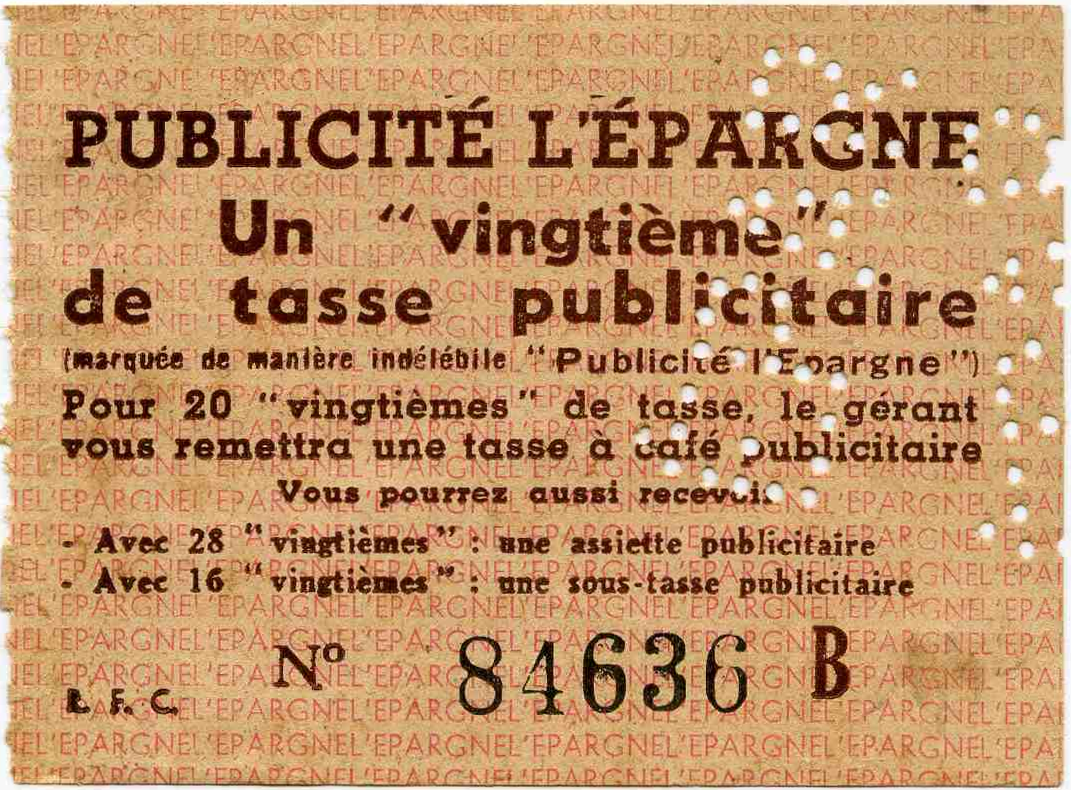 PUBLICITÉ L'ÉPARGNE
Un "vingtième"
de tasse publicitaire
(marquée de manière indélébile "Publicité l'Epargne")
Pour 20 "vingtièmes" de tasse, le gérant
vous remettra une tasse à café publicitaire
Vous pourrez aussi recevoir
- Avec 28 "vingtièmes" : une assiette publicitaire
- Avec 16 "vingtièmes" : une sous-tasse publicitaire
Nº 84636 B
E. F. C.